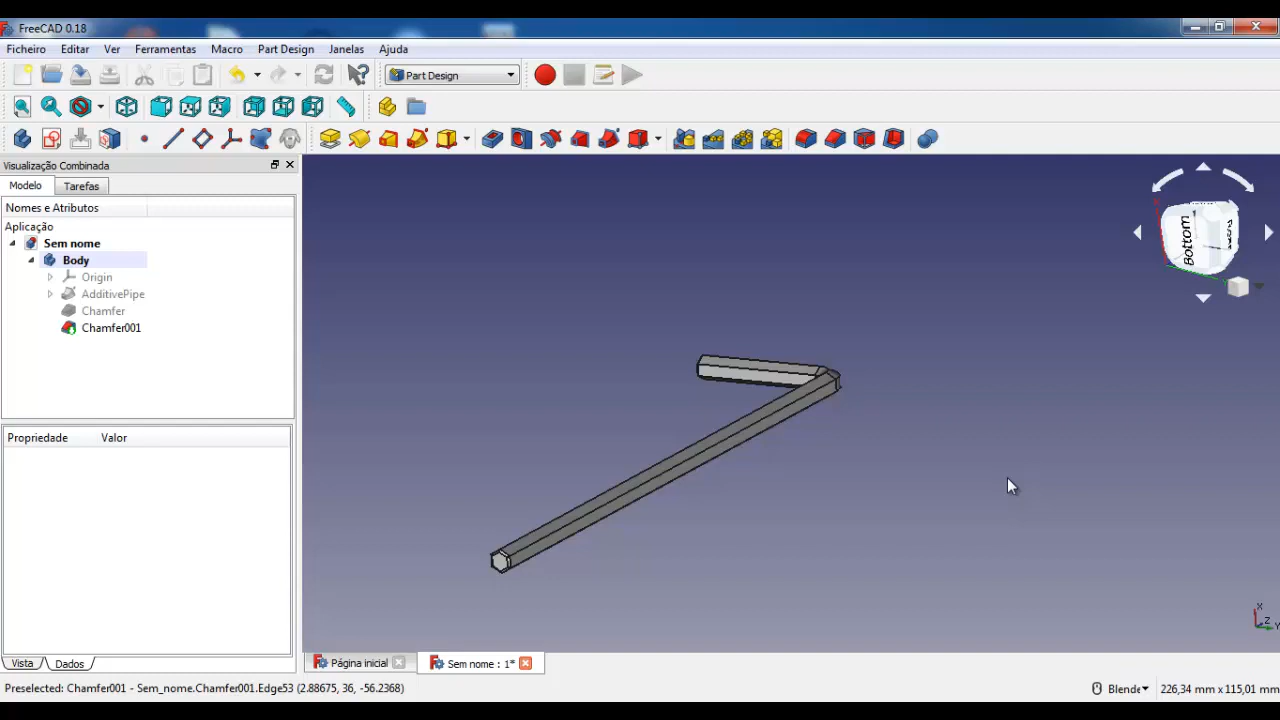 FreeCAD 0.18
Ficheiro Editar Ver Ferramentas Macro Part Design Janelas Ajuda
Part Design
Visualização Combinada
Modelo Tarefas
Nomes e Atributos
Aplicação
Sem nome
Body
Origin
AdditivePipe
Chamfer
Chamfer001
Bottom
Propriedade Valor
X
Z
Y
Vista Dados
Página inicial Sem nome : 1*
Preselected: Chamfer001 - Sem_nome.Chamfer001.Edge53 (2.88675, 36, -56.2368)
Blende 226,34 mm x 115,01 mm